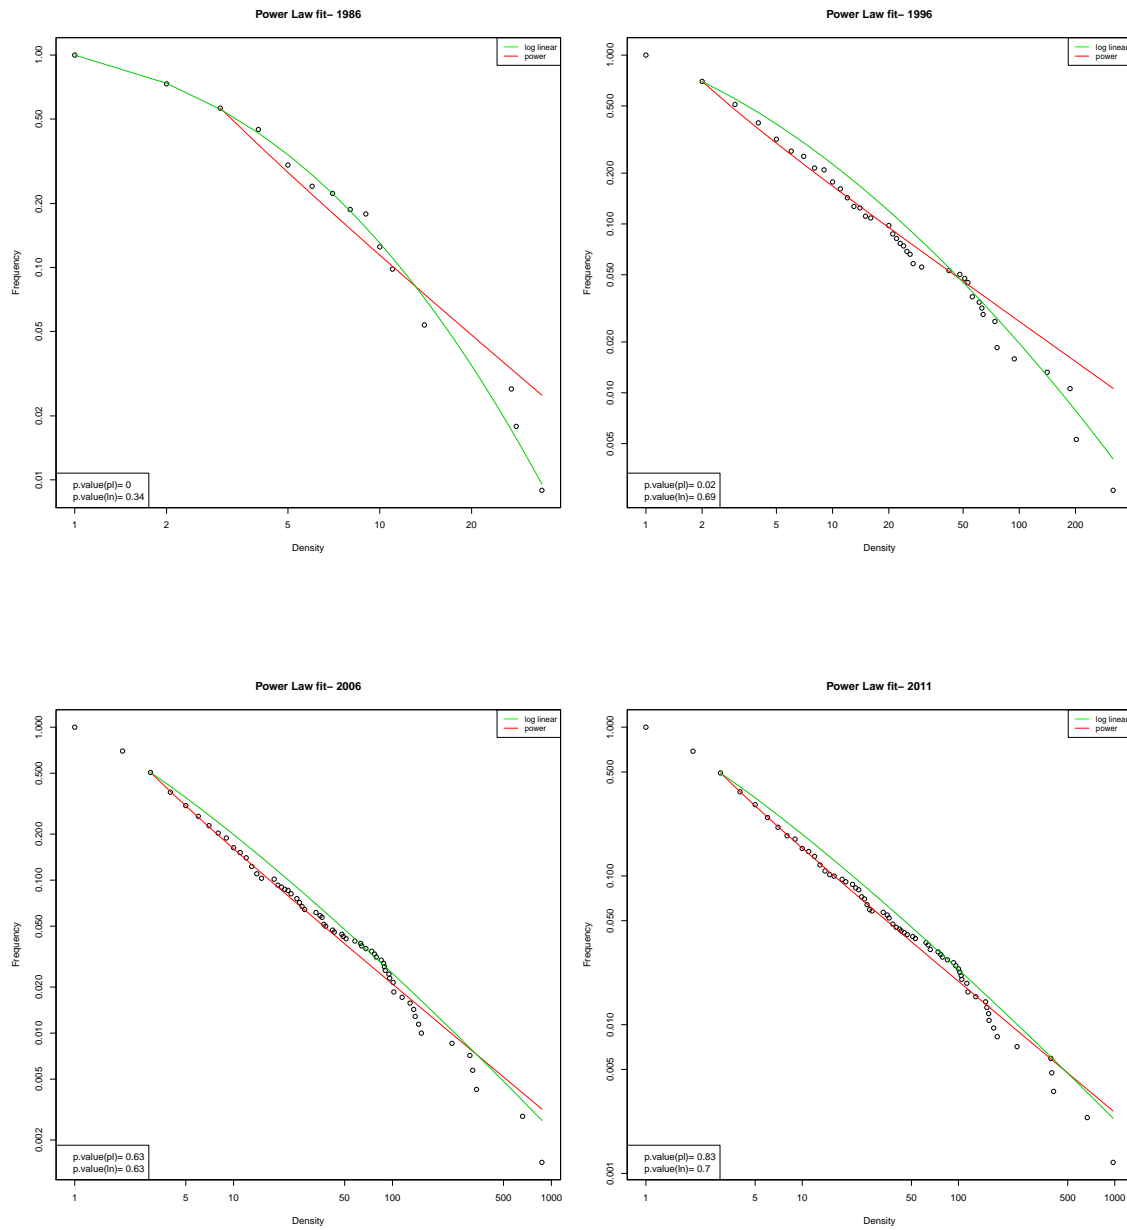 Power Law fit− 1986
log linear
power
1.00
0.50
0.20
0.10
0.05
0.02
0.01
Frequency
p.value(pl)= 0
p.value(ln)= 0.34
1 2 5 10 20
Density
Power Law fit− 1996
log linear
power
1.000
0.500
0.200
0.100
0.050
0.020
0.010
0.005
Frequency
p.value(pl)= 0.02
p.value(ln)= 0.69
1 2 5 10 20 50 100 200
Density
Power Law fit− 2006
log linear
power
1.000
0.500
0.200
0.100
0.050
0.020
0.010
0.005
0.002
Frequency
p.value(pl)= 0.63
p.value(ln)= 0.63
1 5 10 50 100 500 1000
Density
Power Law fit− 2011
log linear
power
1.000
0.500
0.100
0.050
0.010
0.005
0.001
Frequency
p.value(pl)= 0.83
p.value(ln)= 0.7
1 5 10 50 100 500 1000
Density